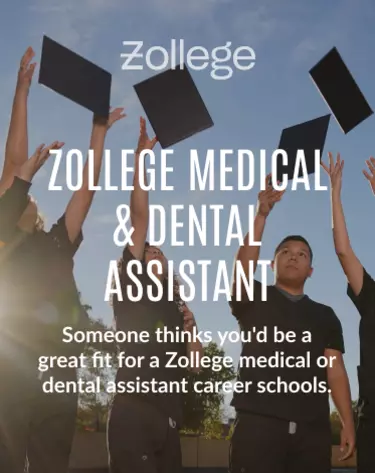 Zollege
ZOLLEGE MEDICAL
& DENTAL
ASSISTANT
Someone thinks you'd be a
great fit for a Zollege medical or
dental assistant career schools.